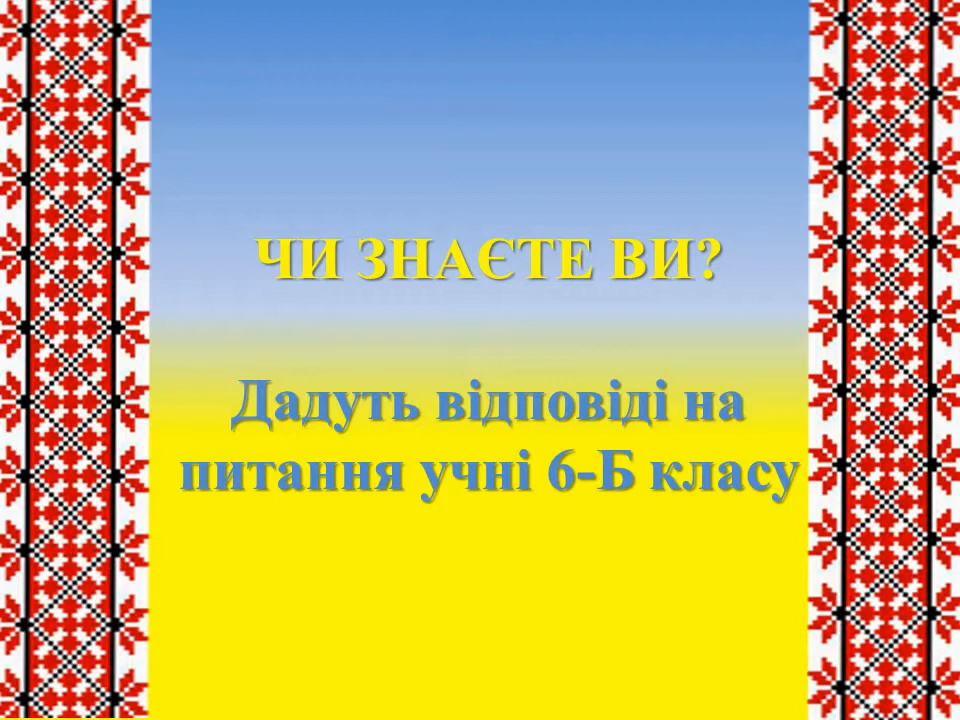 ЧИ ЗНАЄТЕ ВИ?
Дадуть відповіді на
питання учні 6-Б класу